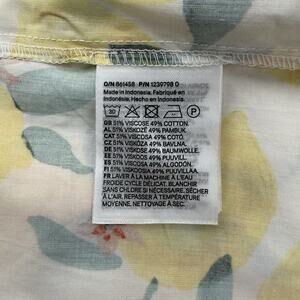 O/N 861458 P/N 1239798 0
Made in Indonesia, Fabriqué en
Indonésie, Hecho en Indonesia.
30
GB 51% VISCOSE 49% COTTON.
AL 51% VISKOZË 49% PAMBUK.
CAT 51% VISCOSA 49% COTÓ.
CZ 51% VISKÓZA 49% BAVLNA.
DE 51% VISKOSE 49% BAUMWOLLE.
EE 51% VISKOOS 49% PUUVILL.
ES 51% VISCOSA 49% ALGODÓN.
FI 51% VISKOOSIA 49% PUUVILLAA.
FR LAVER À LA MACHINE À L'EAU
FROIDE CYCLE DÉLICAT. BLANCHIR
SANS CHLORE SI NÉCESSAIRE. SÉCHER
À L'AIR. REPASSER À TEMPÉRATURE
MOYENNE. NETTOYAGE À SEC.